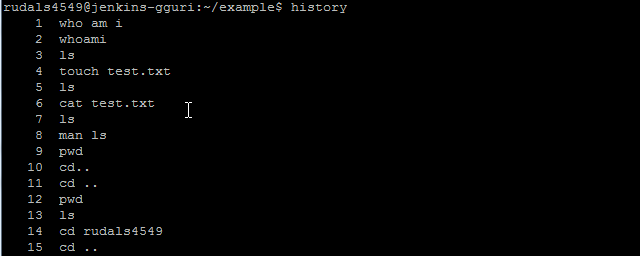 rudals4549@jenkins-gguri:~/example$ history
1 who am i
2 whoami
3 ls
4 touch test.txt
5 ls
6 cat test.txt
7 ls
8 man ls
9 pwd
10 cd..
11 cd ..
12 pwd
13 ls
14 cd rudals4549
15 cd ..